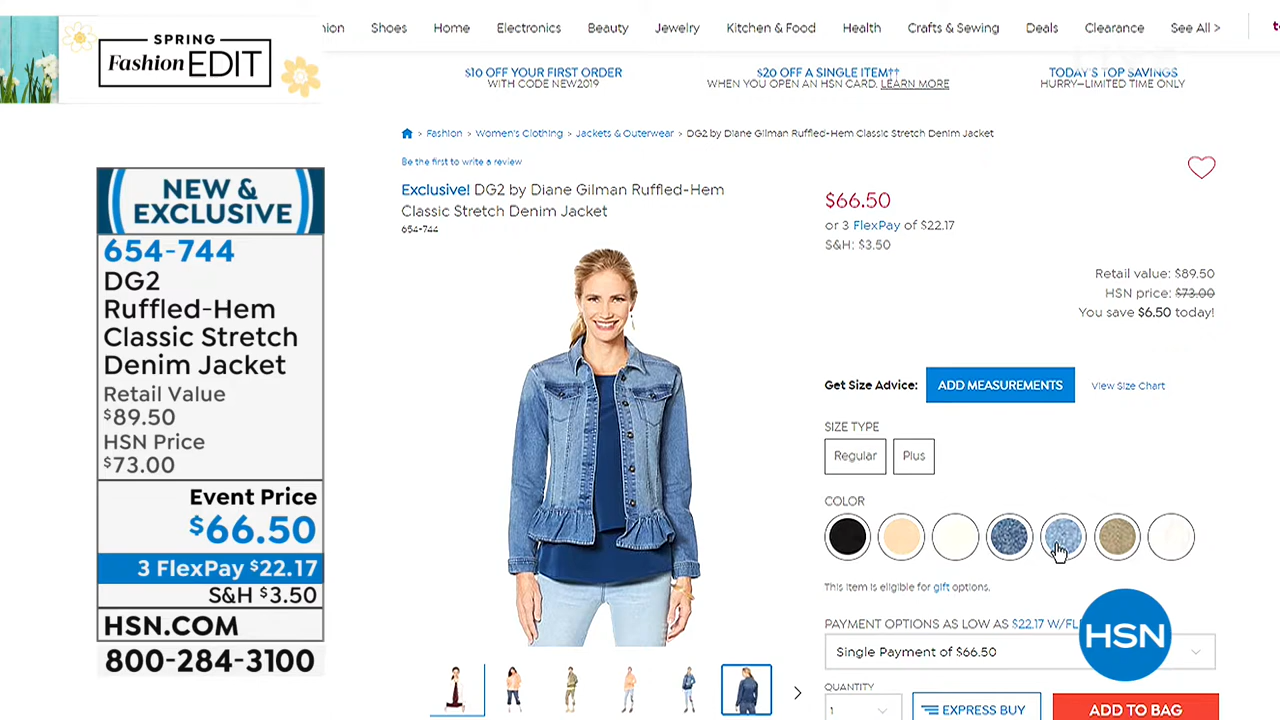 SPRING
Fashion EDIT
Shoes
Home
Electronics
Beauty
Jewelry
Kitchen & Food
Health
Crafts & Sewing
Deals
Clearance
See All >
$10 OFF YOUR FIRST ORDER
WITH CODE NEW2019
$20 OFF A SINGLE ITEM††
WHEN YOU OPEN AN HSN CARD. LEARN MORE
TODAY'S TOP SAVINGS
HURRY—LIMITED TIME ONLY
> Fashion > Women's Clothing > Jackets & Outerwear > DG2 by Diane Gilman Ruffled-Hem Classic Stretch Denim Jacket
Be the first to write a review
Exclusive! DG2 by Diane Gilman Ruffled-Hem
Classic Stretch Denim Jacket
654-744
$66.50
or 3 FlexPay of $22.17
S&H: $3.50
Retail value: $89.50
HSN price: $73.00
You save $6.50 today!
Get Size Advice:
ADD MEASUREMENTS
View Size Chart
SIZE TYPE
Regular
Plus
COLOR
This item is eligible for gift options.
PAYMENT OPTIONS AS LOW AS $22.17 W/FL
Single Payment of $66.50
QUANTITY
1
EXPRESS BUY
ADD TO BAG
HSN
NEW &
EXCLUSIVE
654-744
DG2
Ruffled-Hem
Classic Stretch
Denim Jacket
Retail Value
$89.50
HSN Price
$73.00
Event Price
$66.50
3 FlexPay $22.17
S&H $3.50
HSN.COM
800-284-3100